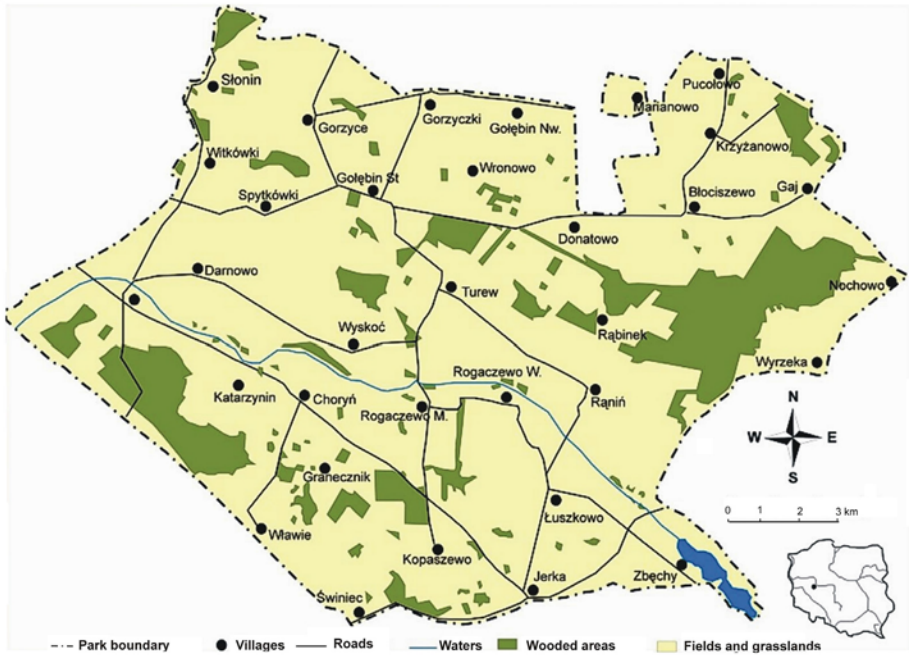 Słonin
Pucołowo
Marianowo
Gorzyce
Gorzyczki
Gołębin Nw.
Krzyżanowo
Witkówki
Wronowo
Gołębin St
Spytkówki
Błociszewo
Gaj
Donatowo
Darnowo
Turew
Nochowo
Wyskoć
Rąbinek
Wyrzeka
Katarzynin
Choryń
Rogaczewo W.
Rogaczewo M.
Rąniń
N
W
E
S
Granecznik
0 1 2 3 km
Łuszkowo
Wławie
Kopaszewo
Jerka
Zbęchy
Świniec
Park boundary Villages Roads Waters Wooded areas Fields and grasslands